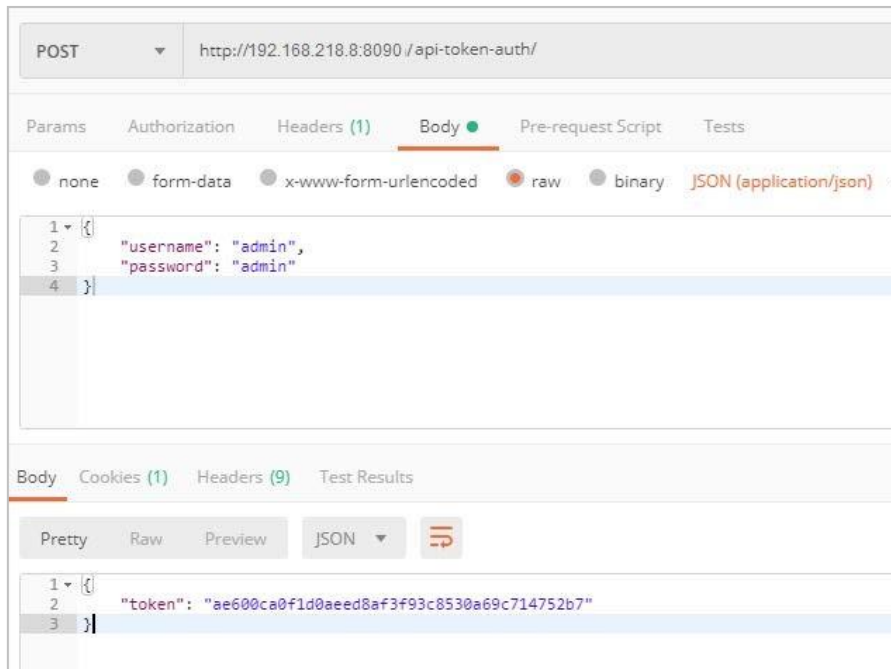 POST http://192.168.218.8:8090 /api-token-auth/
Params Authorization Headers (1) Body Pre-request Script Tests
none form-data x-www-form-urlencoded raw binary JSON (application/json)
1 {
2 "username": "admin",
3 "password": "admin"
4 }
Body Cookies (1) Headers (9) Test Results
Pretty Raw Preview JSON
1 {
2 "token": "ae600ca0f1d0aeed8af3f93c8530a69c714752b7"
3 }